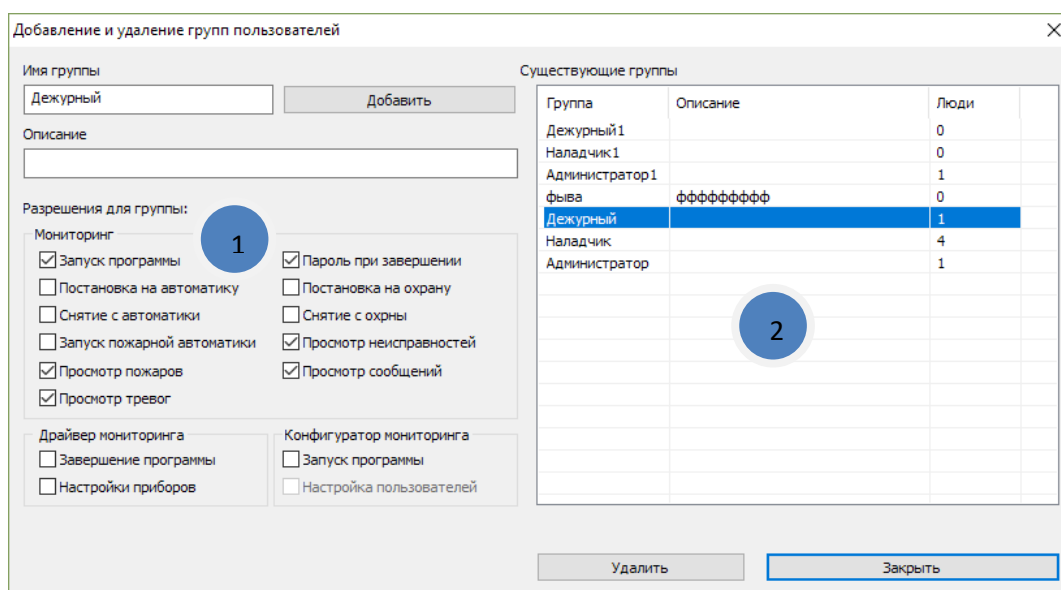 Добавление и удаление групп пользователей
Имя группы
Дежурный
Добавить
Описание
Разрешения для группы:
Мониторинг
1
Запуск программы
Пароль при завершении
Постановка на автоматику
Постановка на охрану
Снятие с автоматики
Снятие с охрны
Запуск пожарной автоматики
Просмотр неисправностей
Просмотр пожаров
Просмотр сообщений
Просмотр тревог
Драйвер мониторинга
Завершение программы
Настройки приборов
Конфигуратор мониторинга
Запуск программы
Настройка пользователей
Существующие группы
Группа Описание Люди
Дежурный1 0
Наладчик1 0
Администратор1 1
фыва ффффффффф 0
Дежурный 1
Наладчик 4
Администратор 1
2
Удалить
Закрыть